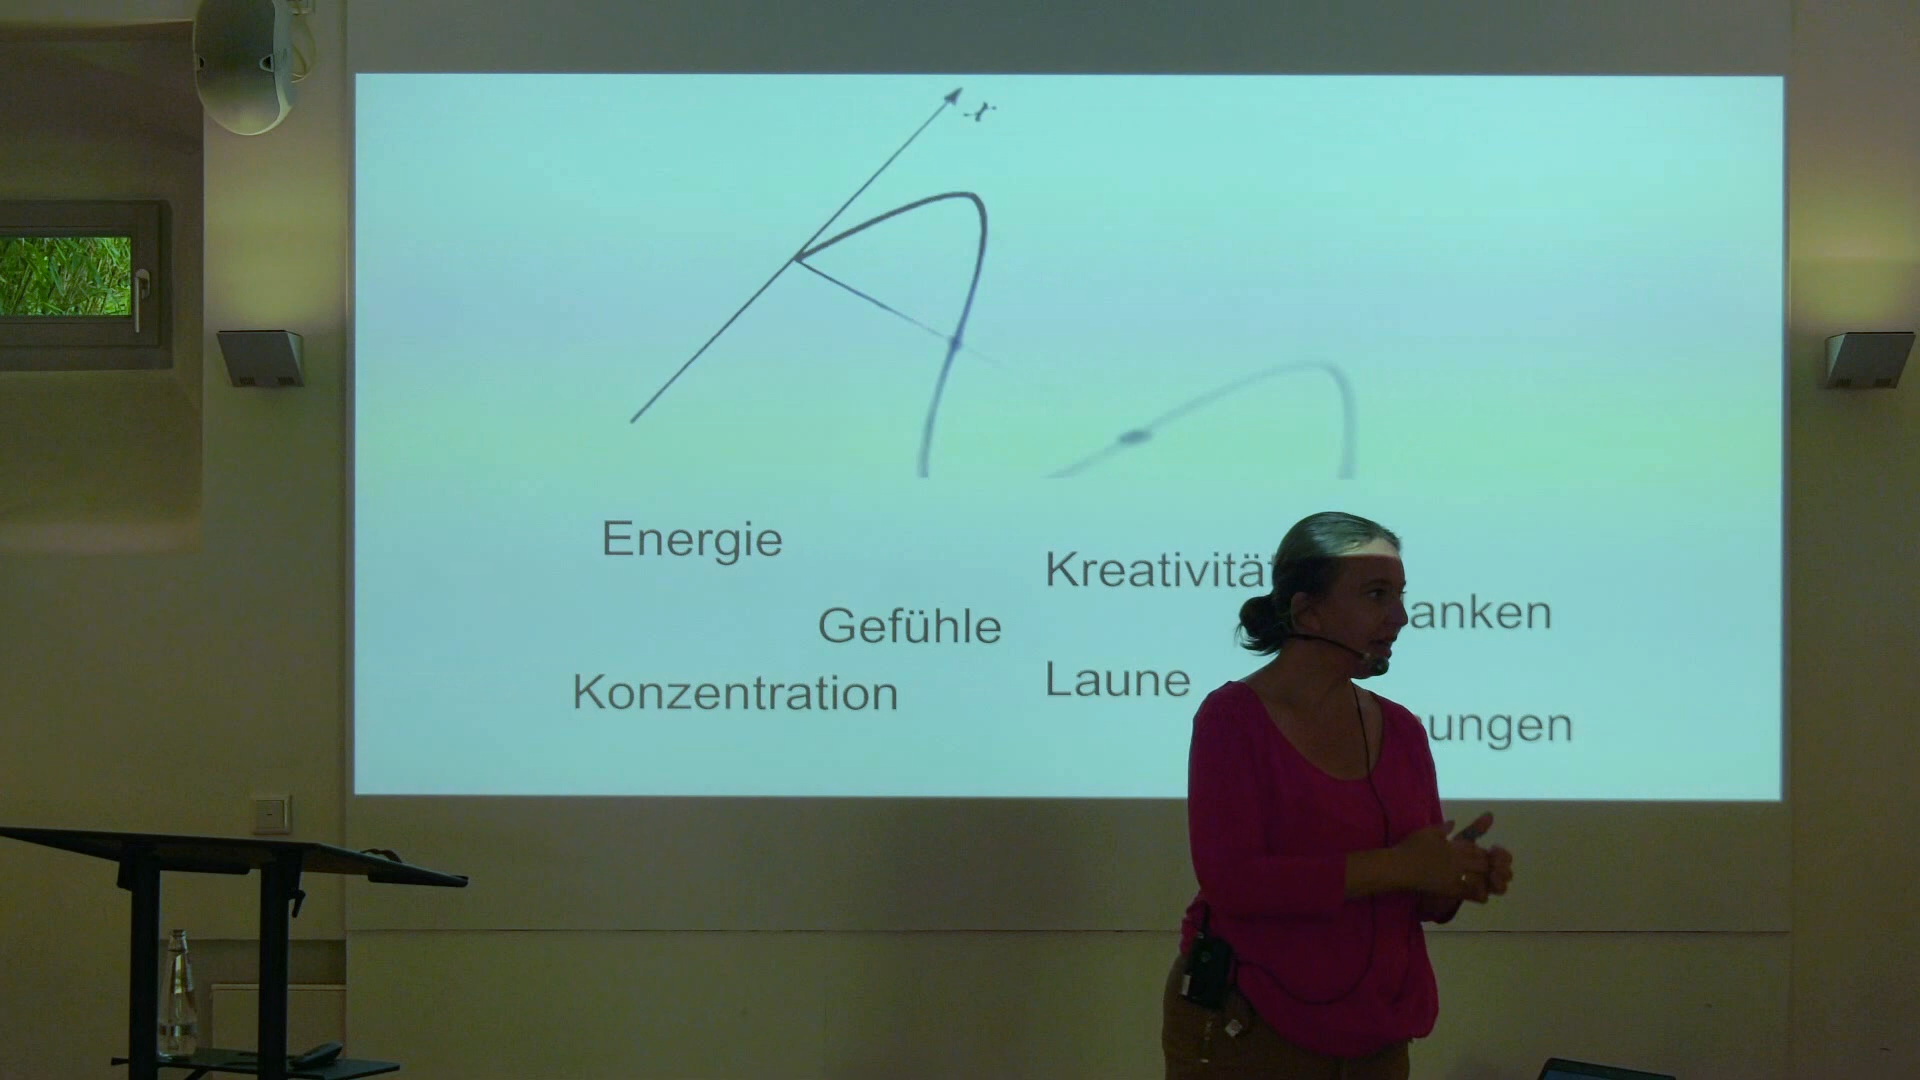 x
Energie
Kreativität
Gefühle
Laune
Konzentration